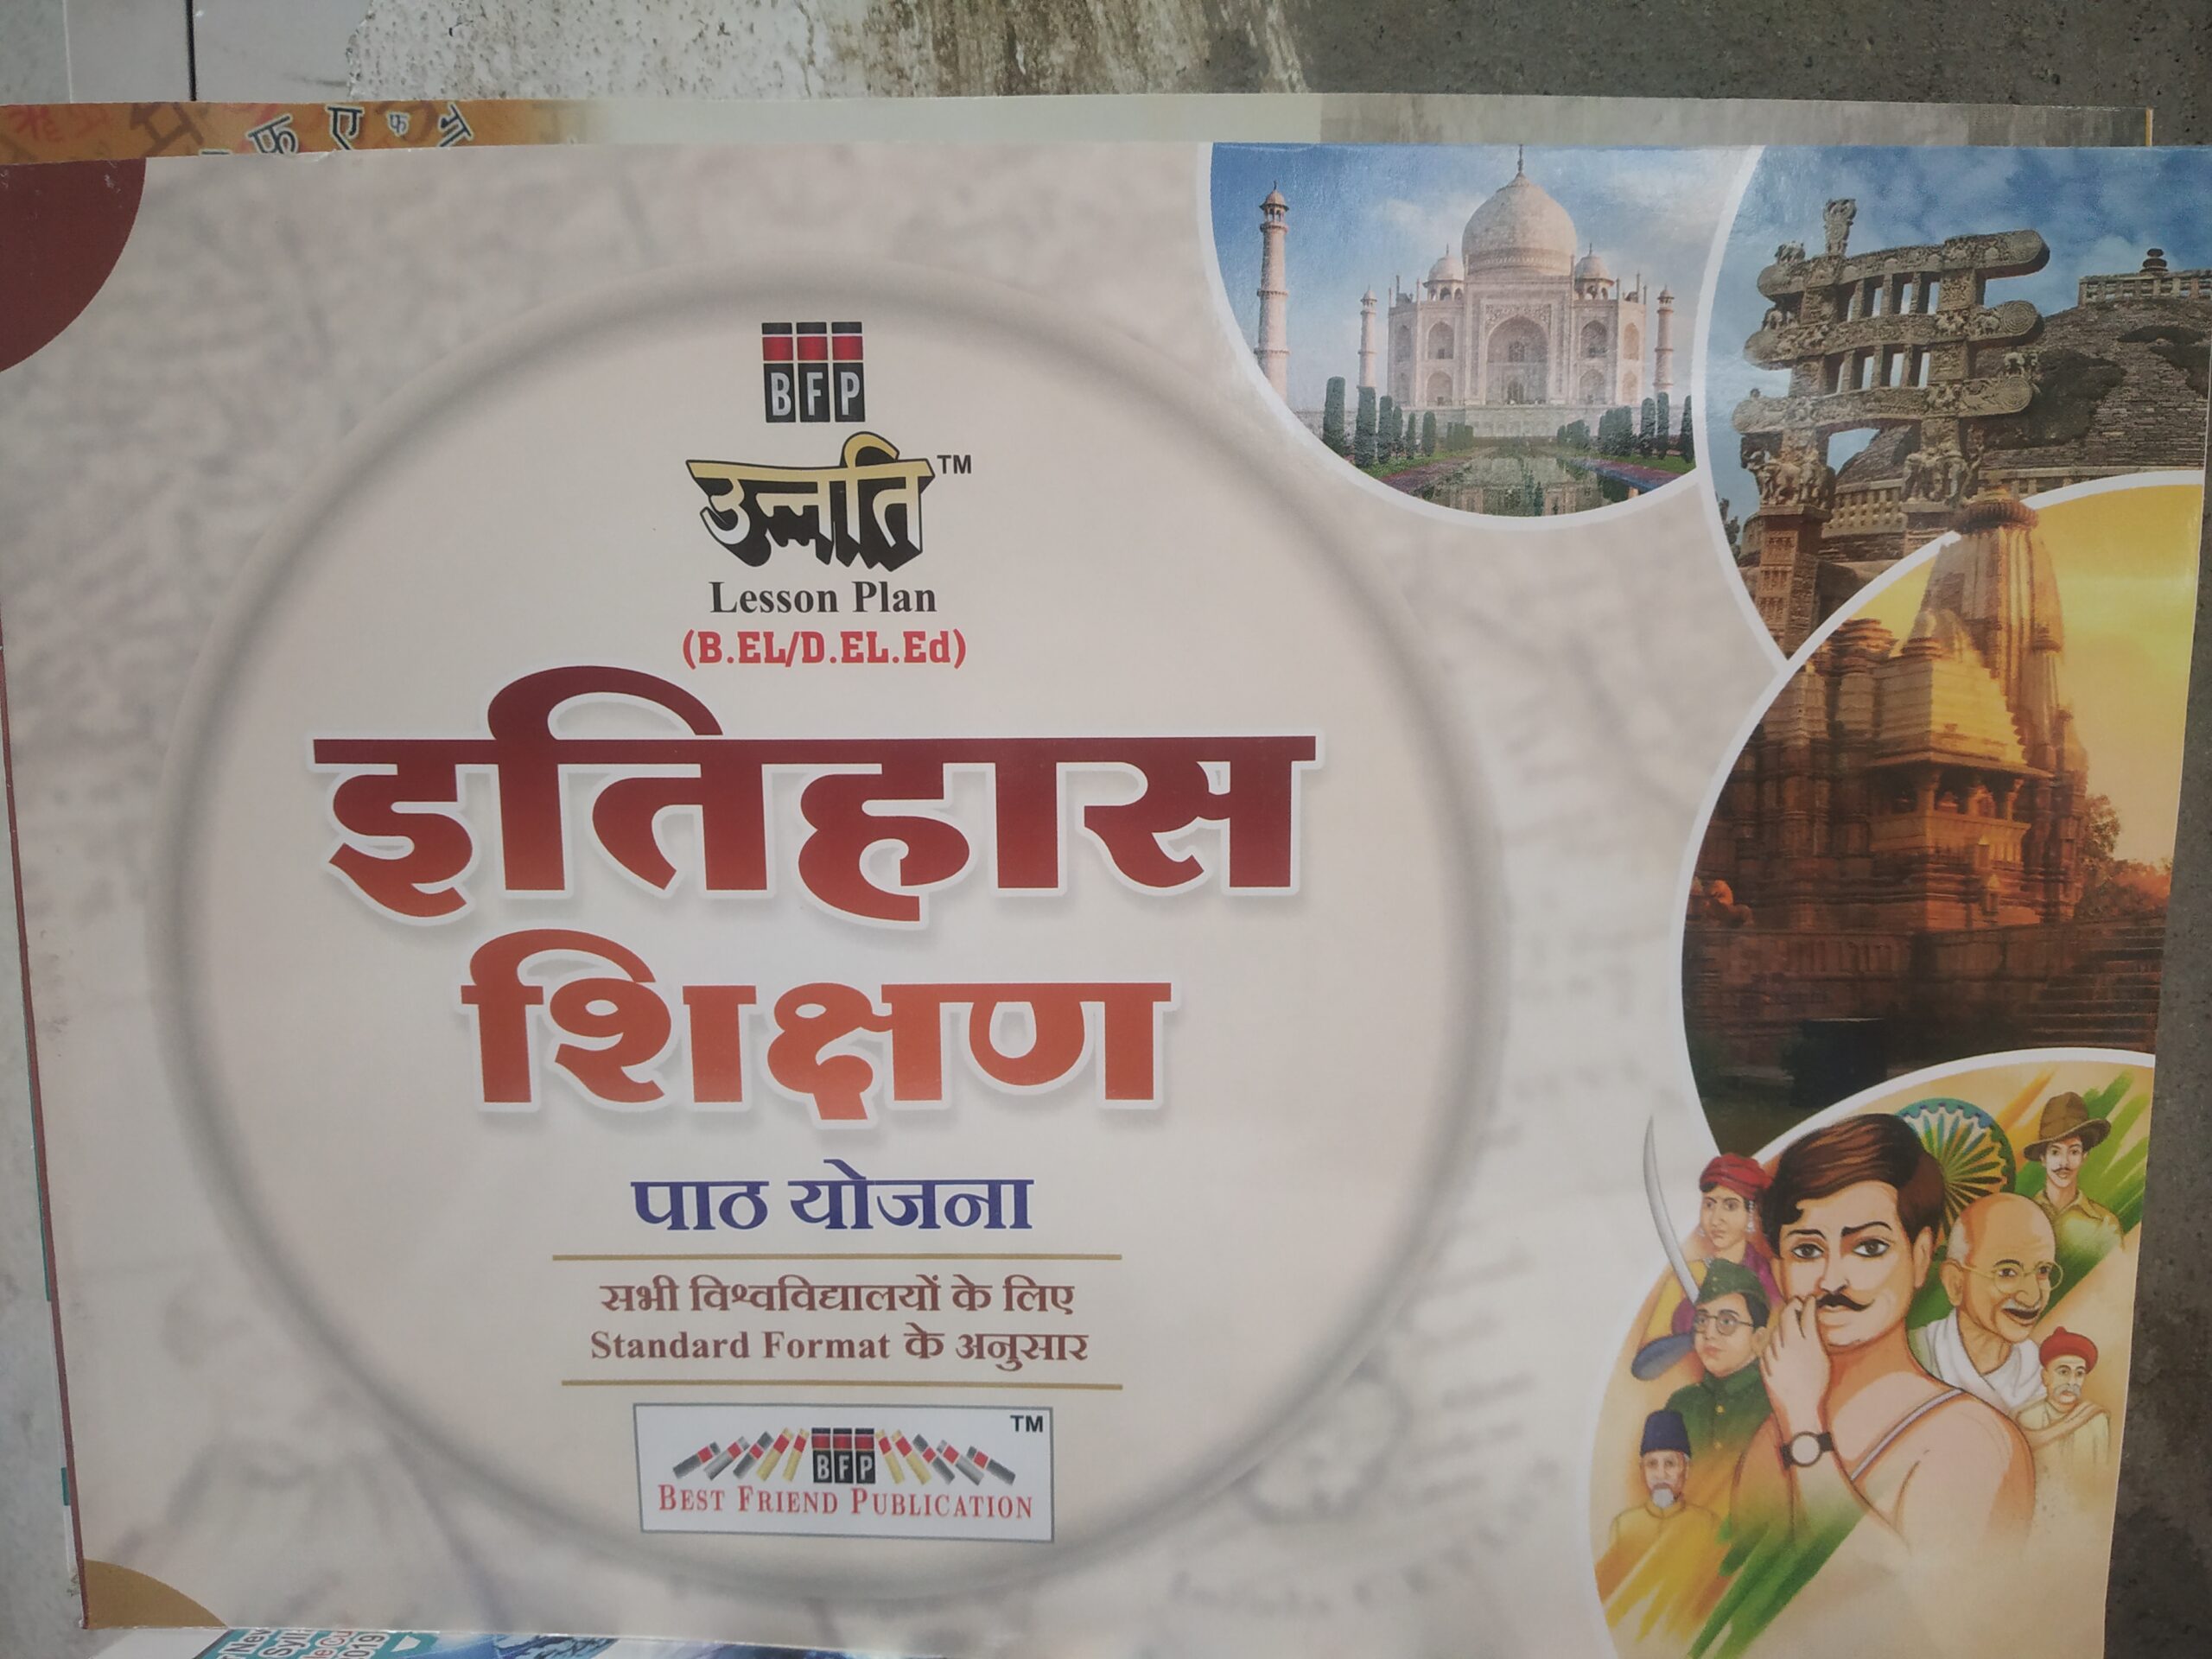 फ ए फ
BFP
उन्नति TM
Lesson Plan
(B.EL/D.EL.Ed)
इतिहास
शिक्षण
पाठ योजना
सभी विश्वविद्यालयों के लिए
Standard Format के अनुसार
TM
BFP
BEST FRIEND PUBLICATION